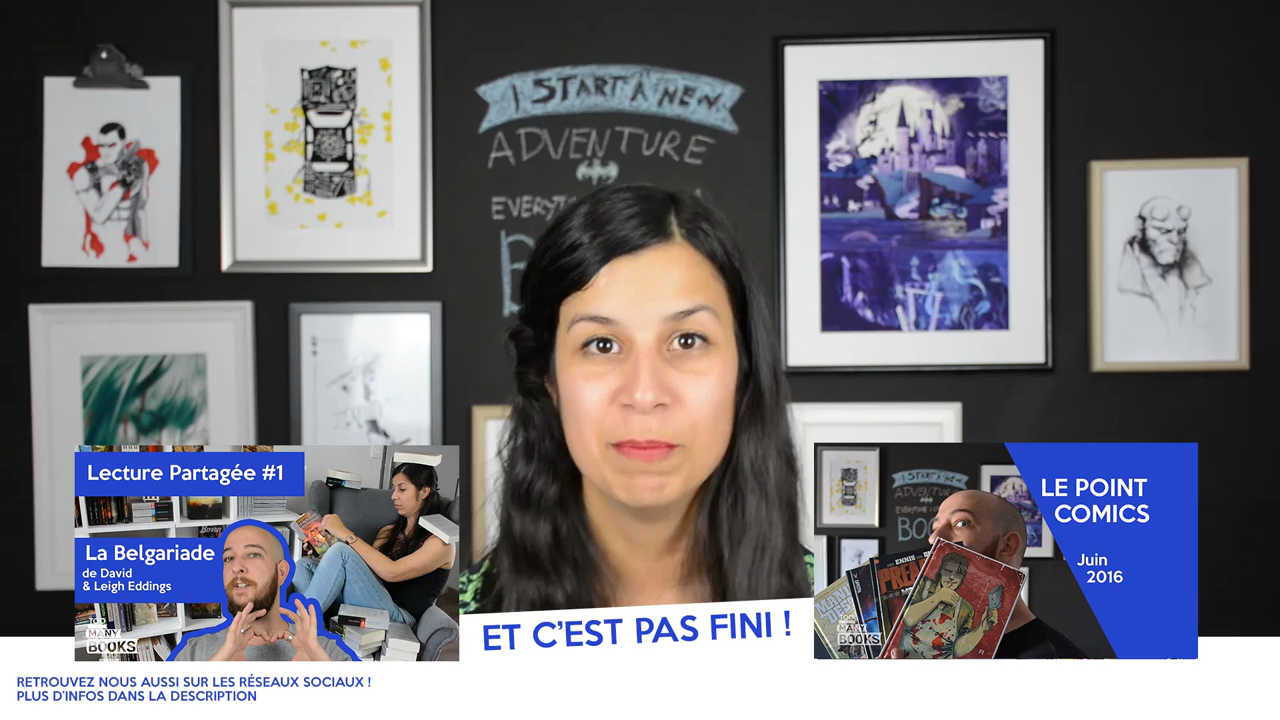 I START A NEW
ADVENTURE
Lecture Partagée #1
La Belgariade
de David
& Leigh Eddings
TOO
MANY
BOOKS
ET C'EST PAS FINI !
I START A NEW
LE POINT
COMICS
Juin
2016
MANY
BOOKS
RETROUVEZ NOUS AUSSI SUR LES RÉSEAUX SOCIAUX !
PLUS D'INFOS DANS LA DESCRIPTION